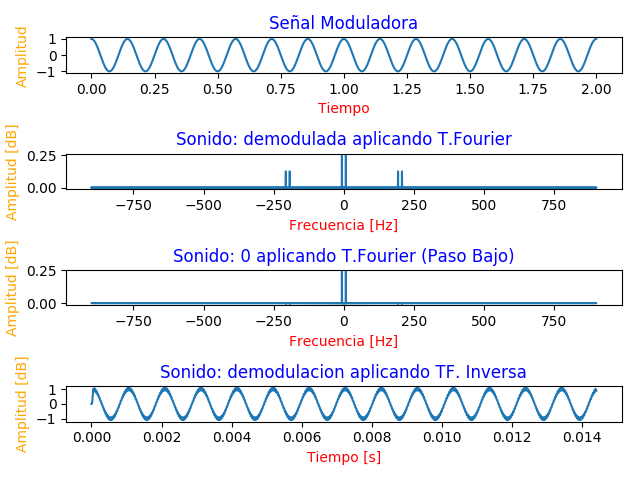 Señal Moduladora
Amplitud
1
0
−1
0.00 0.25 0.50 0.75 1.00 1.25 1.50 1.75 2.00
Tiempo
Sonido: demodulada aplicando T.Fourier
Amplitud [dB]
0.25
0.00
−750 −500 −250 0 250 500 750
Frecuencia [Hz]
Sonido: 0 aplicando T.Fourier (Paso Bajo)
Amplitud [dB]
0.25
0.00
−750 −500 −250 0 250 500 750
Frecuencia [Hz]
Sonido: demodulacion aplicando TF. Inversa
Amplitud [dB]
1
0
−1
0.000 0.002 0.004 0.006 0.008 0.010 0.012 0.014
Tiempo [s]